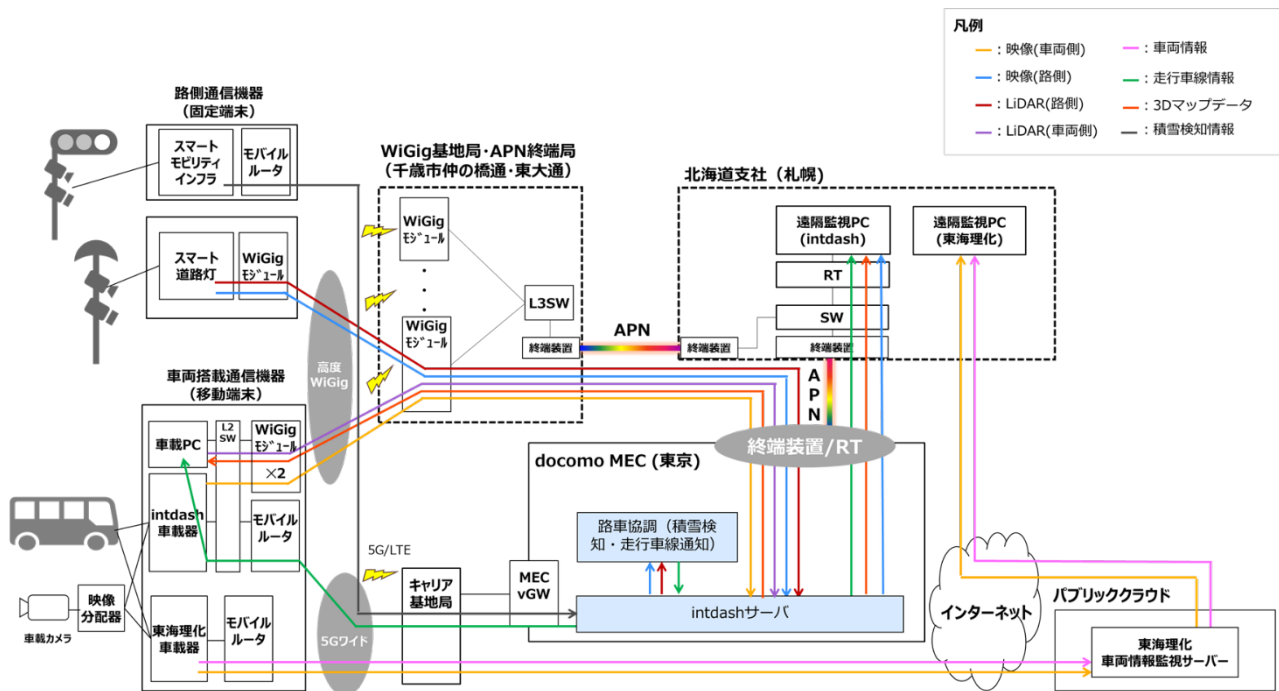 凡例
：映像(車両側)
：車両情報
：映像(路側)
：走行車線情報
：LiDAR(路側)
：3Dマップデータ
：LiDAR(車両側)
：積雪検知情報
路側通信機器
（固定端末）
スマート
モビリティ
インフラ
モバイル
ルータ
スマート
道路灯
WiGig
ﾓｼﾞｭｰﾙ
高度
WiGig
WiGig基地局・APN終端局
（千歳市仲の橋通・東大通）
WiGig
ﾓｼﾞｭｰﾙ
・
・
・
WiGig
ﾓｼﾞｭｰﾙ
L3SW
終端装置
APN
北海道支社（札幌)
遠隔監視PC
(intdash)
遠隔監視PC
(東海理化)
RT
SW
終端装置
終端装置
A
P
N
車両搭載通信機器
（移動端末）
車載PC
L2
SW
WiGig
ﾓｼﾞｭｰﾙ
×2
intdash
車載器
モバイル
ルータ
映像
分配器
車載カメラ
東海理化
車載器
モバイル
ルータ
5G/LTE
5Gワイド
キャリア
基地局
MEC
vGW
docomo MEC (東京)
終端装置/RT
路車協調（積雪検
知・走行車線通知）
intdashサーバ
インターネット
パブリッククラウド
東海理化
車両情報監視サーバー